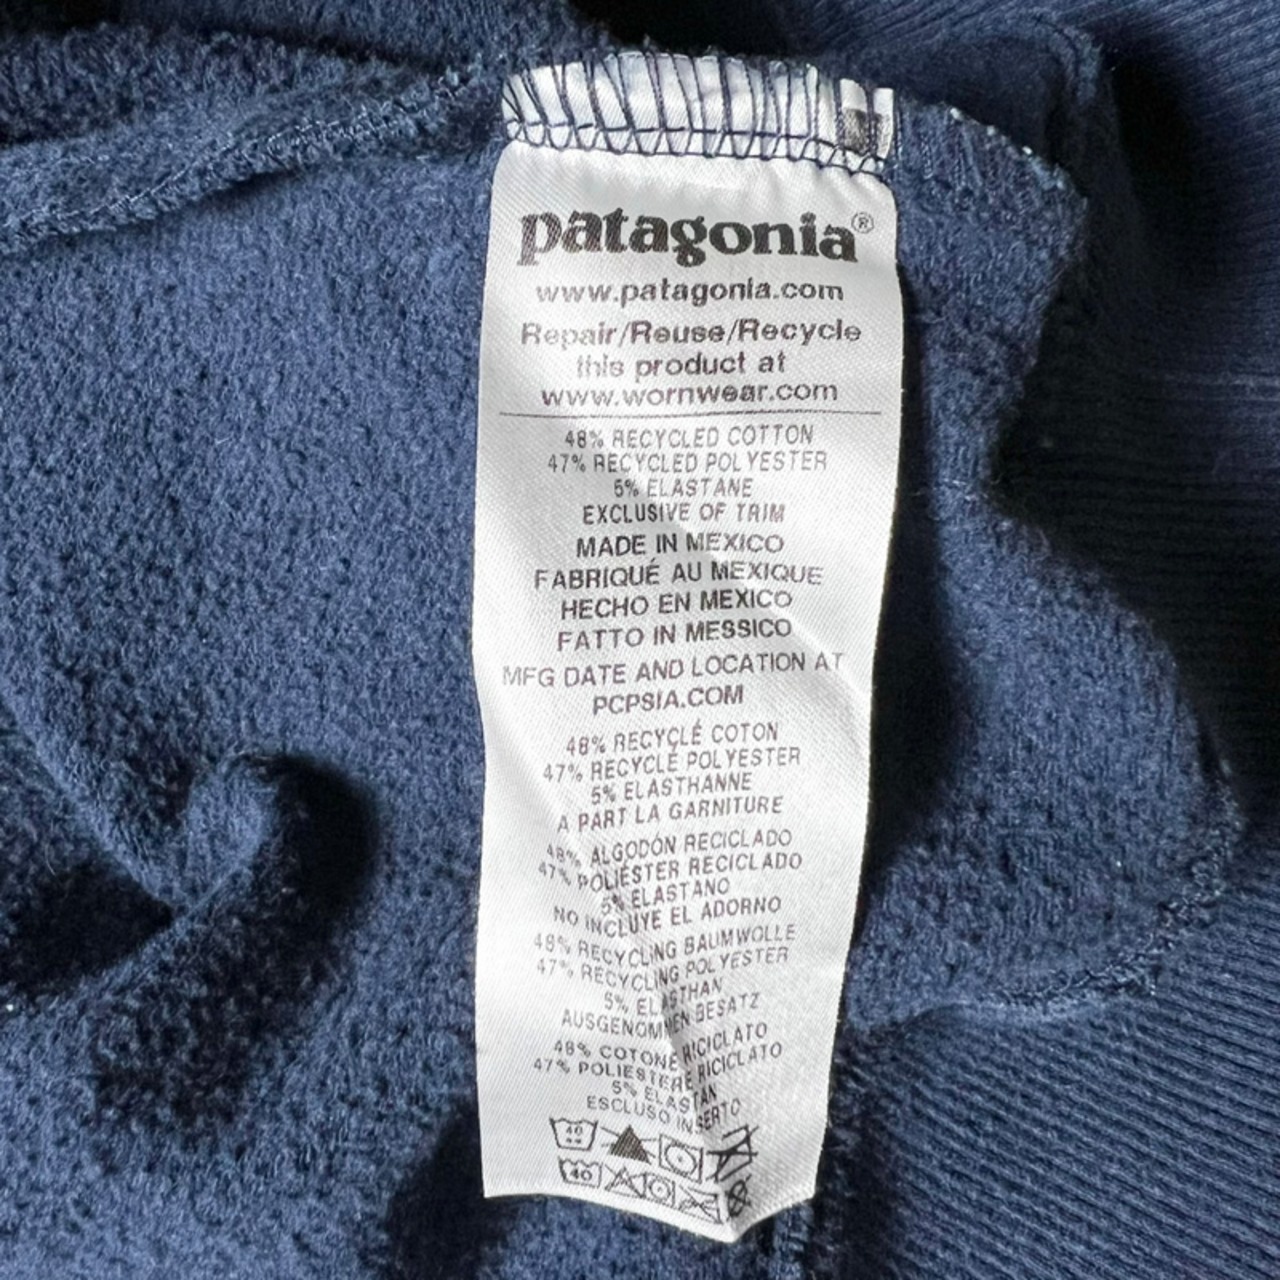 patagonia®
www.patagonia.com
Repair/Reuse/Recycle
this product at
www.wornwear.com
48% RECYCLED COTTON
47% RECYCLED POLYESTER
5% ELASTANE
EXCLUSIVE OF TRIM
MADE IN MEXICO
FABRIQUÉ AU MEXIQUE
HECHO EN MEXICO
FATTO IN MESSICO
MFG DATE AND LOCATION AT
PCPSIA.COM
48% RECYCLÉ COTON
47% RECYCLÉ POLYESTER
5% ELASTHANNE
A PART LA GARNITURE
48% ALGODÓN RECICLADO
47% POLIÉSTER RECICLADO
5% ELASTANO
NO INCLUYE EL ADORNO
48% RECYCLING BAUMWOLLE
47% RECYCLING POLYESTER
5% ELASTHAN
AUSGENOMMEN BESATZ
48% COTONE RICICLATO
47% POLIESTERE RICICLATO
5% ELASTAN
ESCLUSO INSERTO
40
40